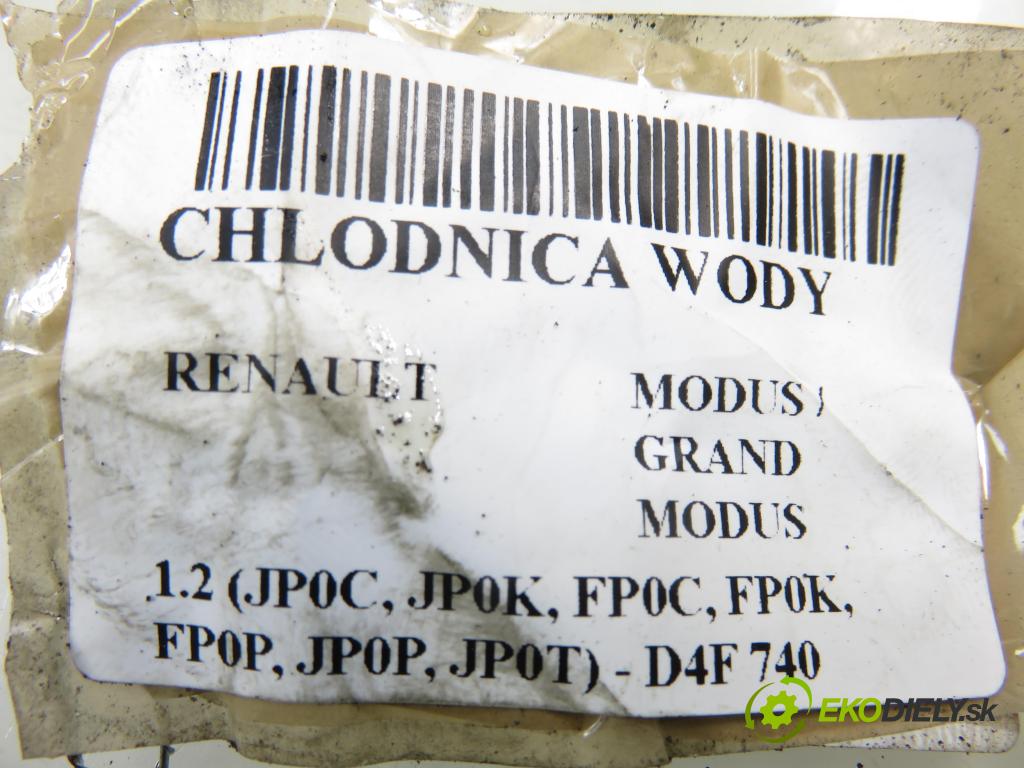 CHLODNICA WODY
RENAULT
MODUS /
GRAND
MODUS
1.2 (JP0C, JP0K, FP0C, FP0K,
FP0P, JP0P, JP0T) - D4F 740
EKODIELY.sk